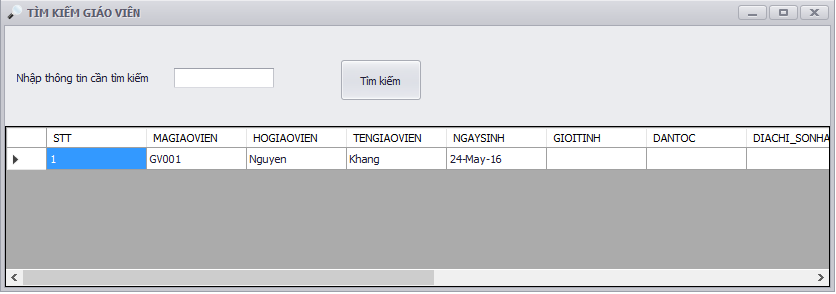 TÌM KIẾM GIÁO VIÊN
Nhập thông tin cần tìm kiếm
Tìm kiếm
STT MAGIAOVIEN HOGIAOVIEN TENGIAOVIEN NGAYSINH GIOITINH DANTOC DIACHI_SONHA
1 GV001 Nguyen Khang 24-May-16